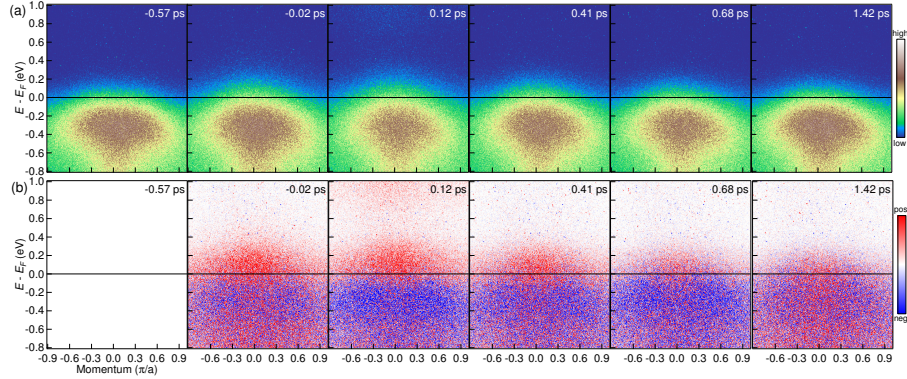 (a)
-0.57 ps
-0.02 ps
0.12 ps
0.41 ps
0.68 ps
1.42 ps
1.0
0.8
0.6
0.4
0.2
0.0
-0.2
-0.4
-0.6
-0.8
E - E_F (eV)
high
low
(b)
-0.57 ps
-0.02 ps
0.12 ps
0.41 ps
0.68 ps
1.42 ps
1.0
0.8
0.6
0.4
0.2
0.0
-0.2
-0.4
-0.6
-0.8
E - E_F (eV)
pos
neg
-0.9 -0.6 -0.3 0.0 0.3 0.6 0.9
-0.6 -0.3 0.0 0.3 0.6 0.9
-0.6 -0.3 0.0 0.3 0.6 0.9
-0.6 -0.3 0.0 0.3 0.6 0.9
-0.6 -0.3 0.0 0.3 0.6 0.9
-0.6 -0.3 0.0 0.3 0.6 0.9
Momentum (π/a)